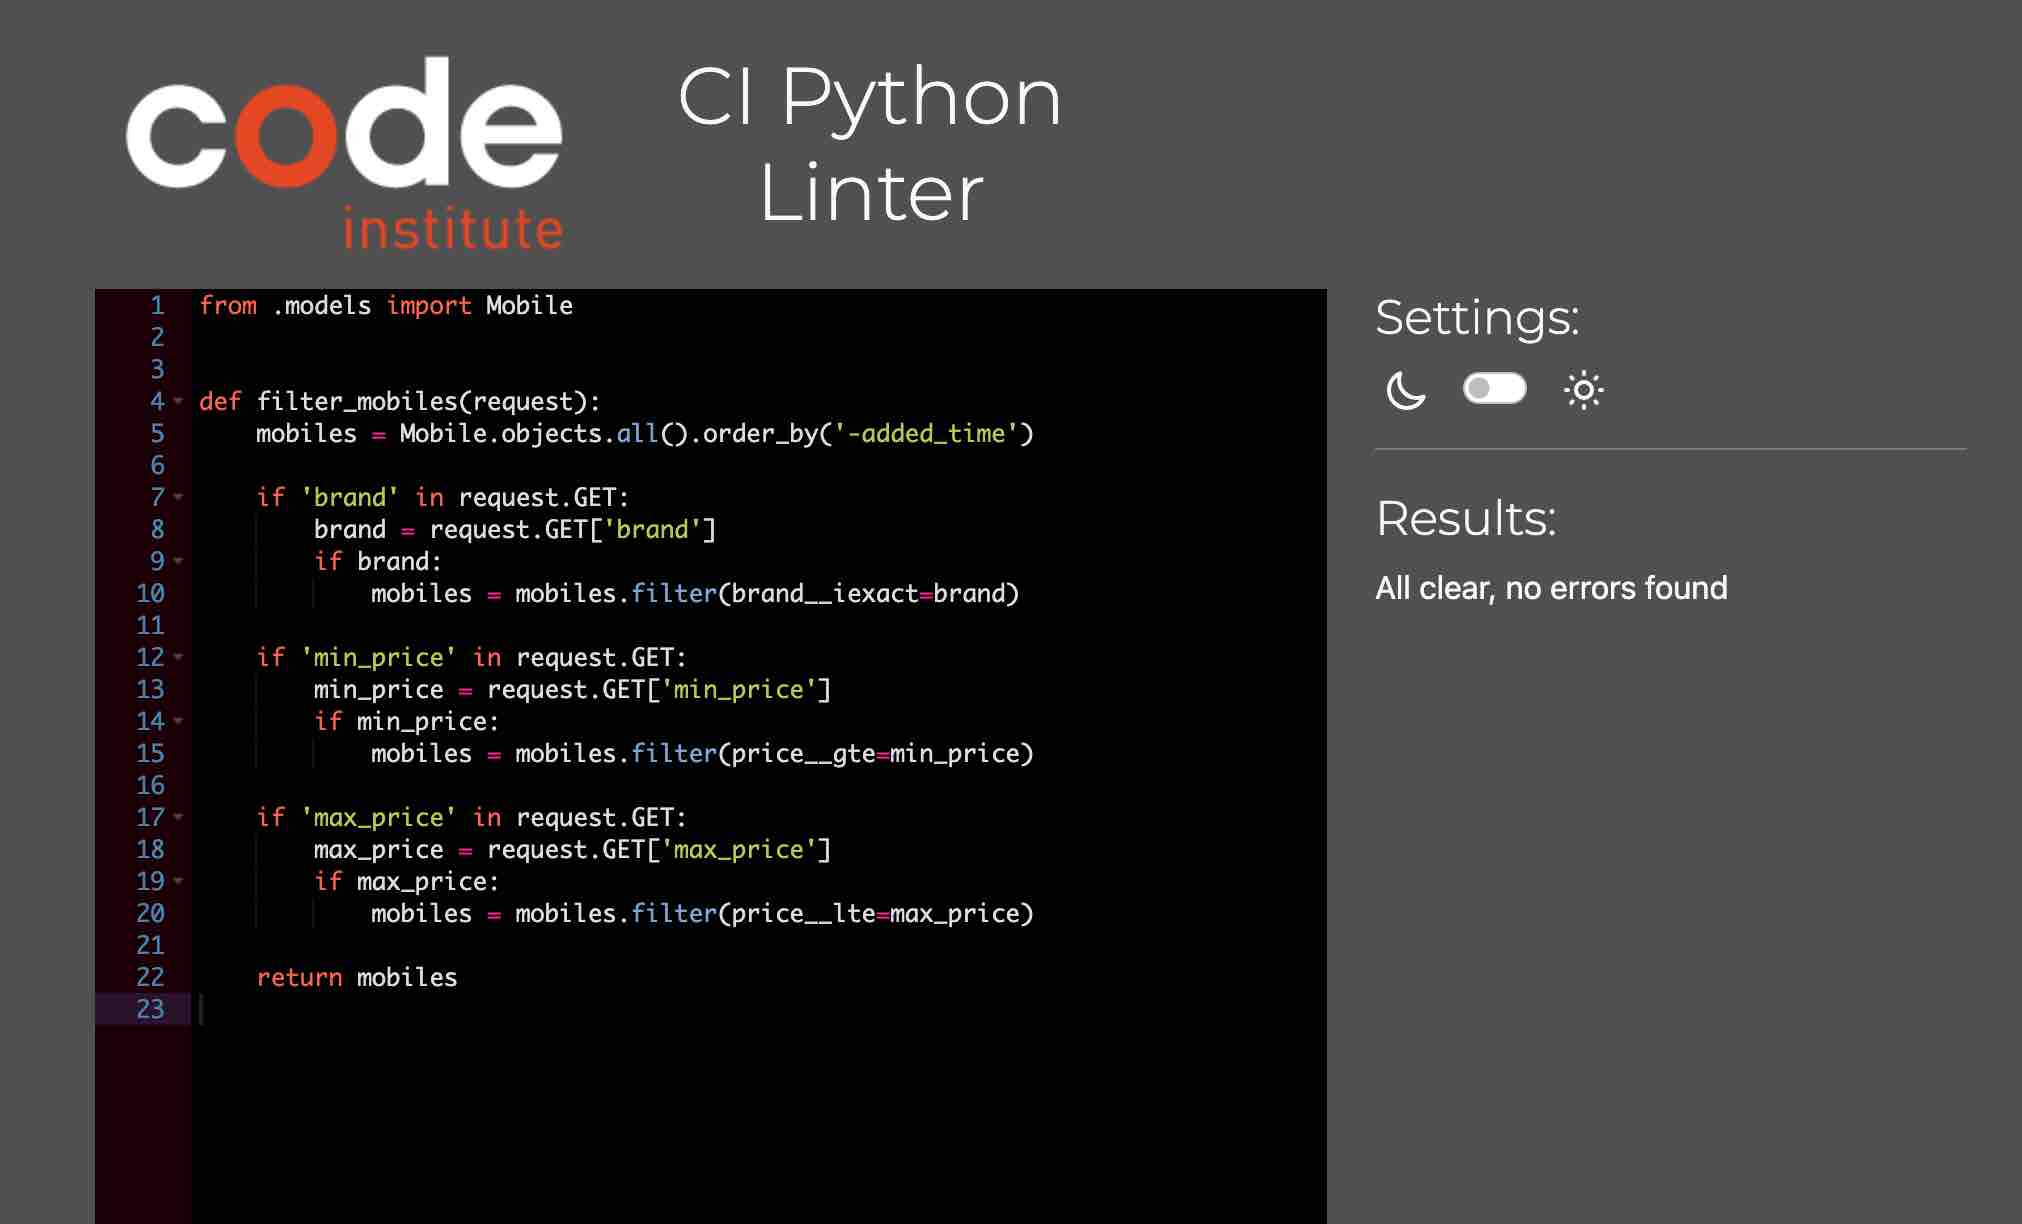 code
institute
CI Python
Linter
1 from .models import Mobile
2
3
4 def filter_mobiles(request):
5     mobiles = Mobile.objects.all().order_by('-added_time')
6
7     if 'brand' in request.GET:
8         brand = request.GET['brand']
9         if brand:
10             mobiles = mobiles.filter(brand__iexact=brand)
11
12     if 'min_price' in request.GET:
13         min_price = request.GET['min_price']
14         if min_price:
15             mobiles = mobiles.filter(price__gte=min_price)
16
17     if 'max_price' in request.GET:
18         max_price = request.GET['max_price']
19         if max_price:
20             mobiles = mobiles.filter(price__lte=max_price)
21
22     return mobiles
23
Settings:
Results:
All clear, no errors found